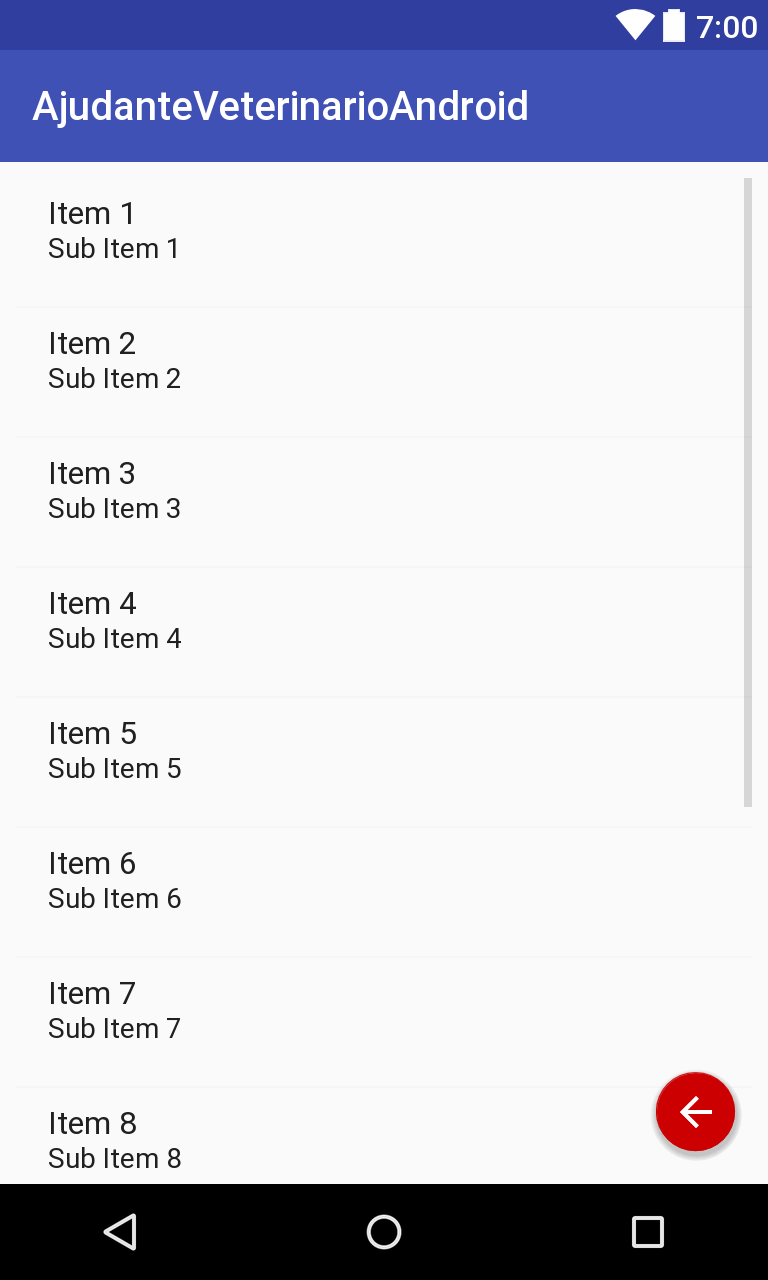 7:00
AjudanteVeterinarioAndroid
Item 1
Sub Item 1
Item 2
Sub Item 2
Item 3
Sub Item 3
Item 4
Sub Item 4
Item 5
Sub Item 5
Item 6
Sub Item 6
Item 7
Sub Item 7
Item 8
Sub Item 8